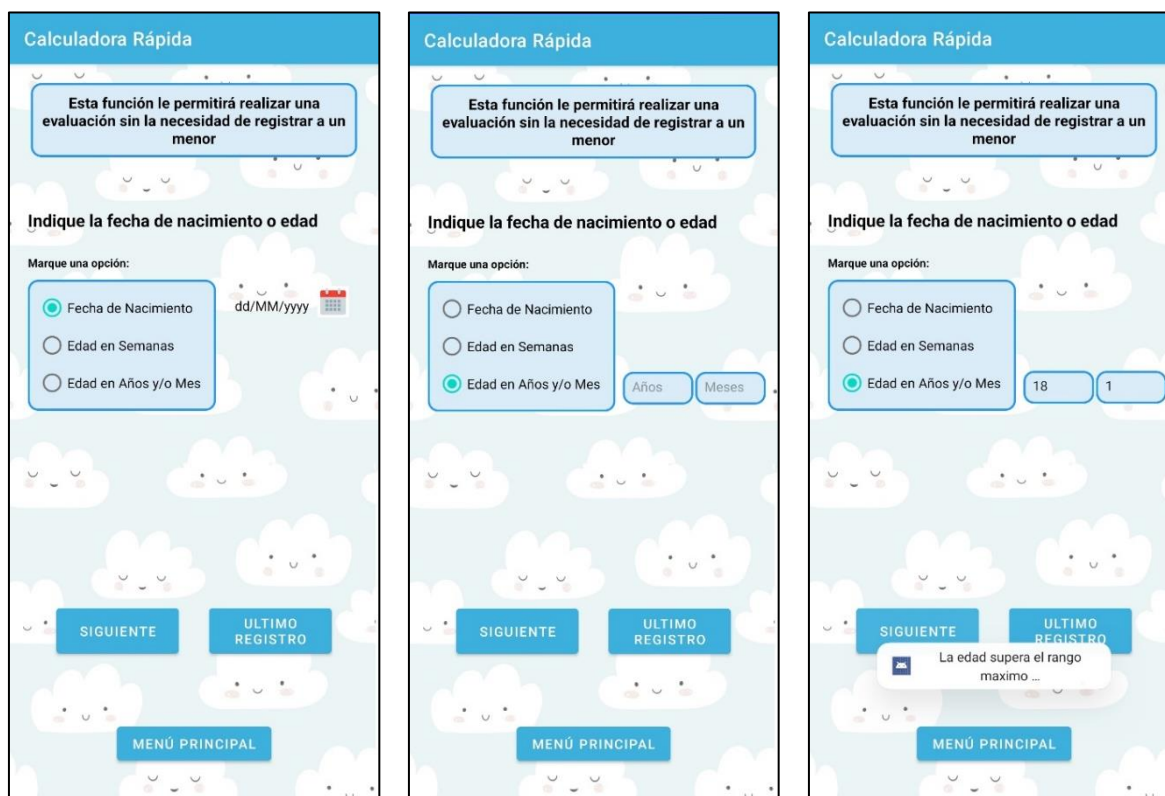 Calculadora Rápida
Esta función le permitirá realizar una
evaluación sin la necesidad de registrar a un
menor
Indique la fecha de nacimiento o edad
Marque una opción:
Fecha de Nacimiento
dd/MM/yyyy
Edad en Semanas
Edad en Años y/o Mes
SIGUIENTE
ULTIMO
REGISTRO
MENÚ PRINCIPAL
Calculadora Rápida
Esta función le permitirá realizar una
evaluación sin la necesidad de registrar a un
menor
Indique la fecha de nacimiento o edad
Marque una opción:
Fecha de Nacimiento
Edad en Semanas
Edad en Años y/o Mes
Años
Meses
SIGUIENTE
ULTIMO
REGISTRO
MENÚ PRINCIPAL
Calculadora Rápida
Esta función le permitirá realizar una
evaluación sin la necesidad de registrar a un
menor
Indique la fecha de nacimiento o edad
Marque una opción:
Fecha de Nacimiento
Edad en Semanas
Edad en Años y/o Mes
18
1
SIGUIENTE
ULTIMO
REGISTRO
La edad supera el rango
maximo ...
MENÚ PRINCIPAL